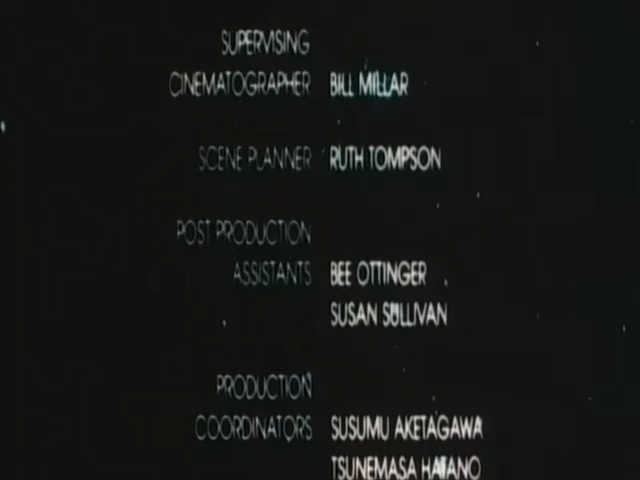 SUPERVISING
CINEMATOGRAPHER BILL MILLAR
SCENE PLANNER RUTH TOMPSON
POST PRODUCTION
ASSISTANTS BEE OTTINGER
SUSAN SULLIVAN
PRODUCTION
COORDINATORS SUSUMU AKETAGAWA
TSUNEMASA HATANO